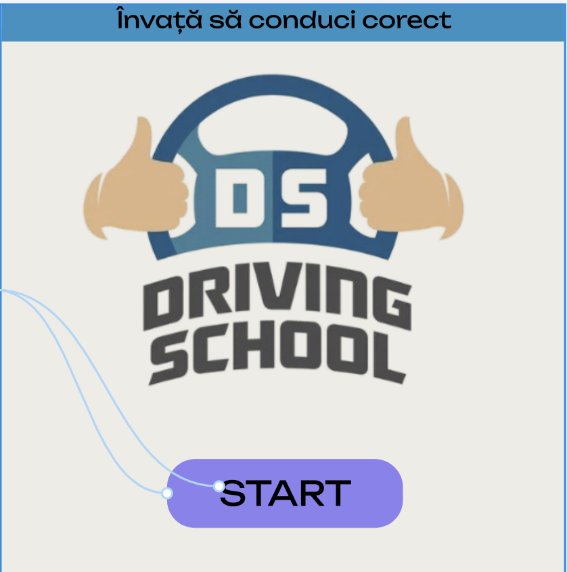 Învață să conduci corect
DS
DRIVING
SCHOOL
START